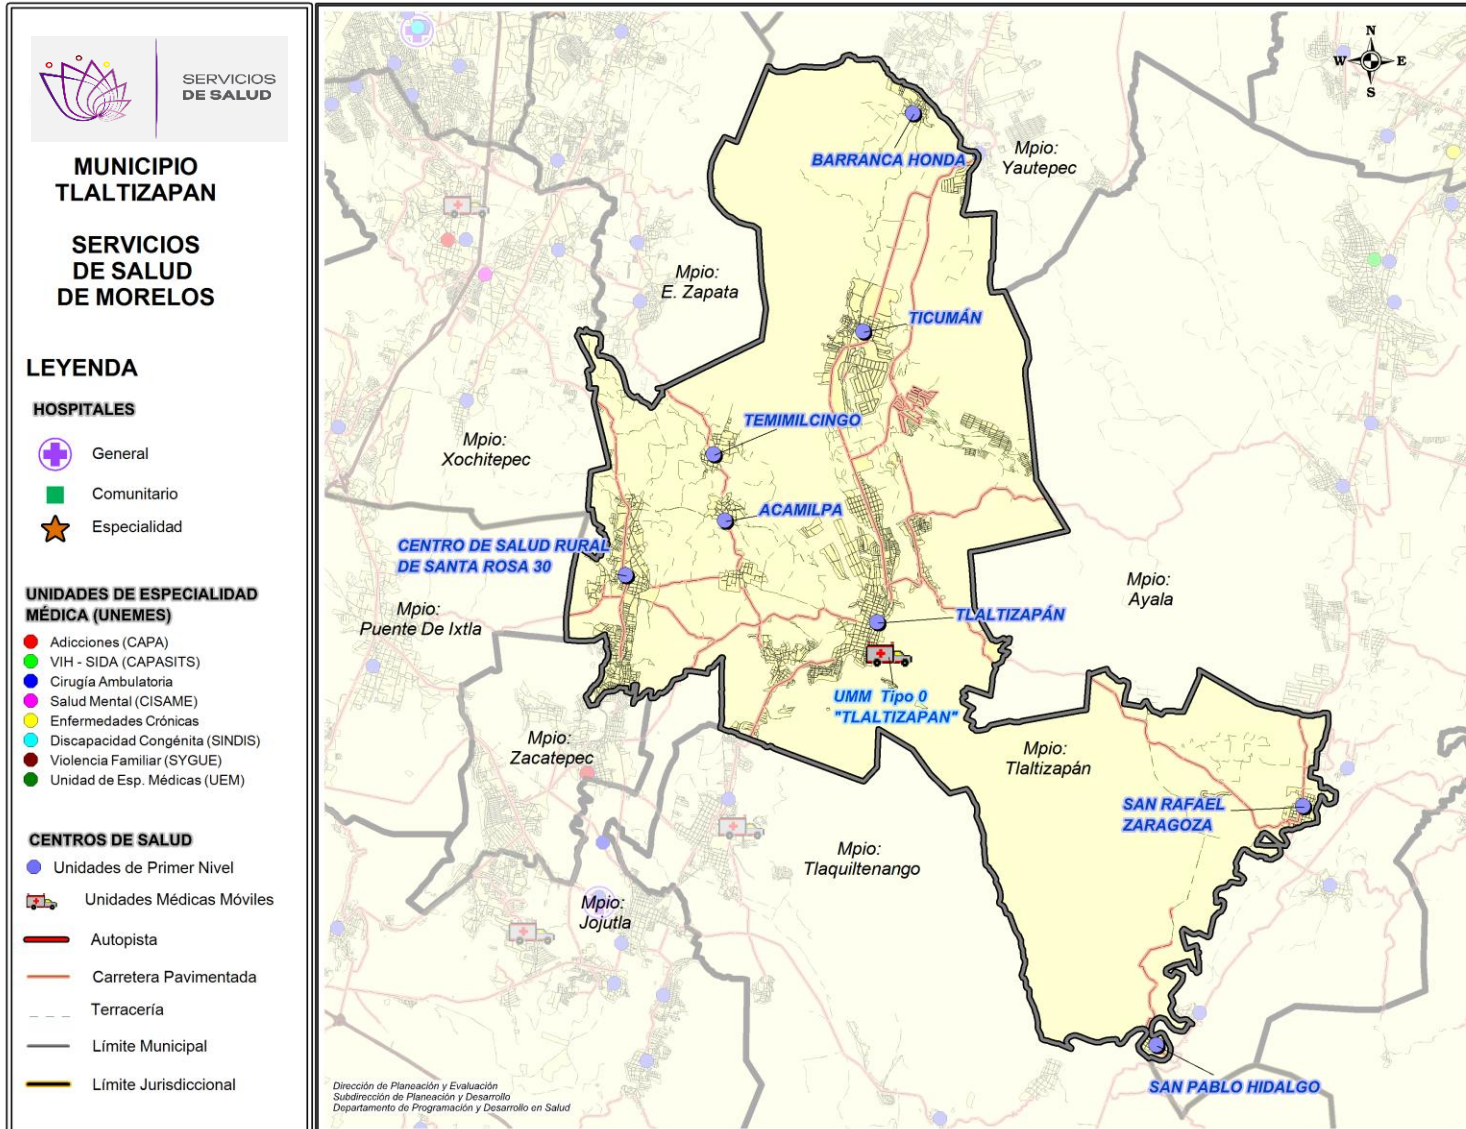 SERVICIOS
DE SALUD
MUNICIPIO
TLALTIZAPAN
SERVICIOS
DE SALUD
DE MORELOS
LEYENDA
HOSPITALES
General
Comunitario
Especialidad
UNIDADES DE ESPECIALIDAD
MÉDICA (UNEMES)
Adicciones (CAPA)
VIH - SIDA (CAPASITS)
Cirugía Ambulatoria
Salud Mental (CISAME)
Enfermedades Crónicas
Discapacidad Congénita (SINDIS)
Violencia Familiar (SYGUE)
Unidad de Esp. Médicas (UEM)
CENTROS DE SALUD
Unidades de Primer Nivel
Unidades Médicas Móviles
Autopista
Carretera Pavimentada
Terracería
Límite Municipal
Límite Jurisdiccional
N
W E
S
BARRANCA HONDA
Mpio:
Yautepec
Mpio:
E. Zapata
TICUMÁN
TEMIMILCINGO
Mpio:
Xochitepec
ACAMILPA
CENTRO DE SALUD RURAL
DE SANTA ROSA 30
Mpio:
Ayala
Mpio:
Puente De Ixtla
TLALTIZAPÁN
UMM Tipo 0
"TLALTIZAPAN"
Mpio:
Zacatepec
Mpio:
Tlaltizapán
SAN RAFAEL
ZARAGOZA
Mpio:
Tlaquiltenango
Mpio:
Jojutla
SAN PABLO HIDALGO
Dirección de Planeación y Evaluación
Subdirección de Planeación y Desarrollo
Departamento de Programación y Desarrollo en Salud